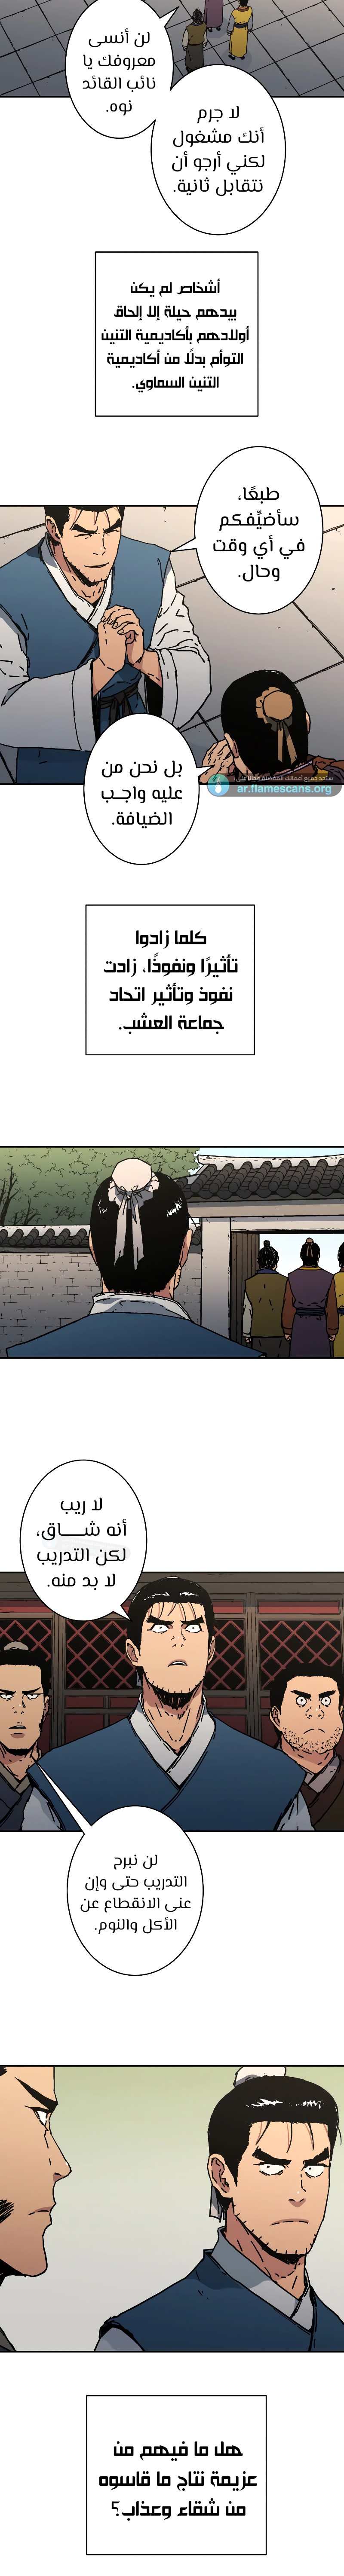 لن أنسى
معروفك يا
نائب القائد
نوه.
لا جرم
أنك مشغول
لكني أرجو أن
نتقابل ثانية.
أشخاص لم يكن
بيدهم حيلة إلا إلحاق
أولادهم بأكاديمية التنين
التوأم بدلًا من أكاديمية
التنين السماوي.
طبعًا،
سأضيِّفكم
في أي وقت
وحال.
بل نحن من
عليه واجب
الضيافة.
ar.flamescans.org
كلما زادوا
تأثيرًا ونفوذًا، زادت
نفوذ وتأثير اتحاد
جماعة العشب.
لا ريب
أنه شــــاق،
لكن التدريب
لا بد منه.
لن نبرح
التدريب حتى وإن
عنى الانقطاع عن
الأكل والنوم.
هل ما فيهم من
عزيمة نتاج ما قاسوه
من شقاء وعذاب؟